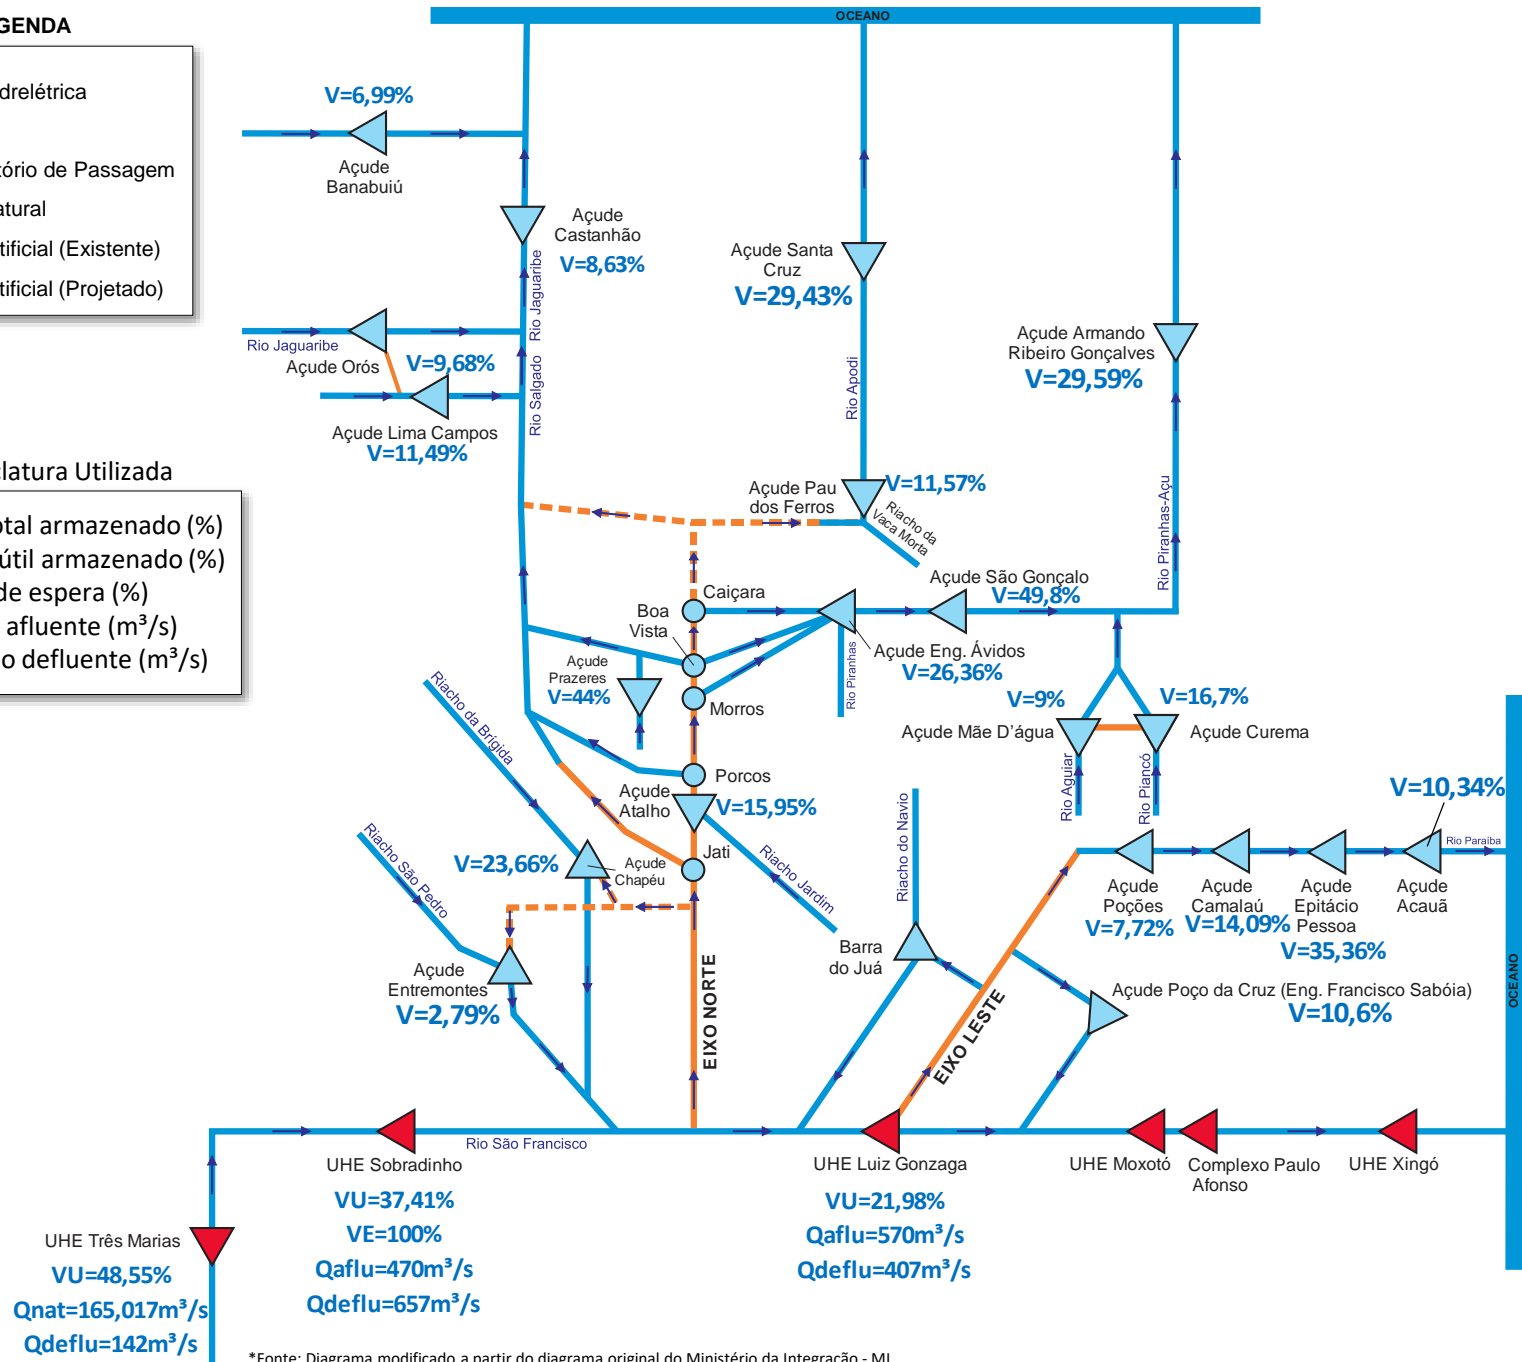 OCEANO
GENDA
drelétrica
tório de Passagem
atural
tificial (Existente)
tificial (Projetado)
V=6,99%
Açude
Banabuiú
Açude
Castanhão
V=8,63%
Rio Jaguaribe
Açude Santa
Cruz
V=29,43%
Açude Armando
Ribeiro Gonçalves
V=29,59%
Rio Jaguaribe
Açude Orós
V=9,68%
Rio Salgado
Rio Apodi
Açude Lima Campos
V=11,49%
clatura Utilizada
otal armazenado (%)
útil armazenado (%)
de espera (%)
afluente (m³/s)
o defluente (m³/s)
Açude Pau
dos Ferros
V=11,57%
Riacho da
Vaca Morta
Rio Piranhas-Açu
Açude São Gonçalo
V=49,8%
Caiçara
Boa
Vista
Açude Eng. Ávidos
V=26,36%
Rio Piranhas
Açude
Prazeres
V=44%
Morros
Riacho da Brígida
V=9%
V=16,7%
Açude Mãe D'água
Açude Curema
Rio Aguiar
Rio Piancó
Porcos
Açude
Atalho
V=15,95%
V=10,34%
Riacho São Pedro
V=23,66%
Açude
Chapéu
Jati
Riacho Jardim
Riacho do Navio
Rio Paraiba
Açude
Poções
V=7,72%
Açude
Camalaú
V=14,09%
Açude
Epitácio
Pessoa
V=35,36%
Açude
Acauã
Barra
do Juá
Açude
Entremontes
V=2,79%
EIXO NORTE
EIXO LESTE
Açude Poço da Cruz (Eng. Francisco Sabóia)
V=10,6%
OCEANO
Rio São Francisco
UHE Sobradinho
VU=37,41%
VE=100%
Qaflu=470m³/s
Qdeflu=657m³/s
UHE Luiz Gonzaga
VU=21,98%
Qaflu=570m³/s
Qdeflu=407m³/s
UHE Moxotó
Complexo Paulo
Afonso
UHE Xingó
UHE Três Marias
VU=48,55%
Qnat=165,017m³/s
Qdeflu=142m³/s
*Fonte: Diagrama modificado a partir do diagrama original do Ministério da Integração - MI